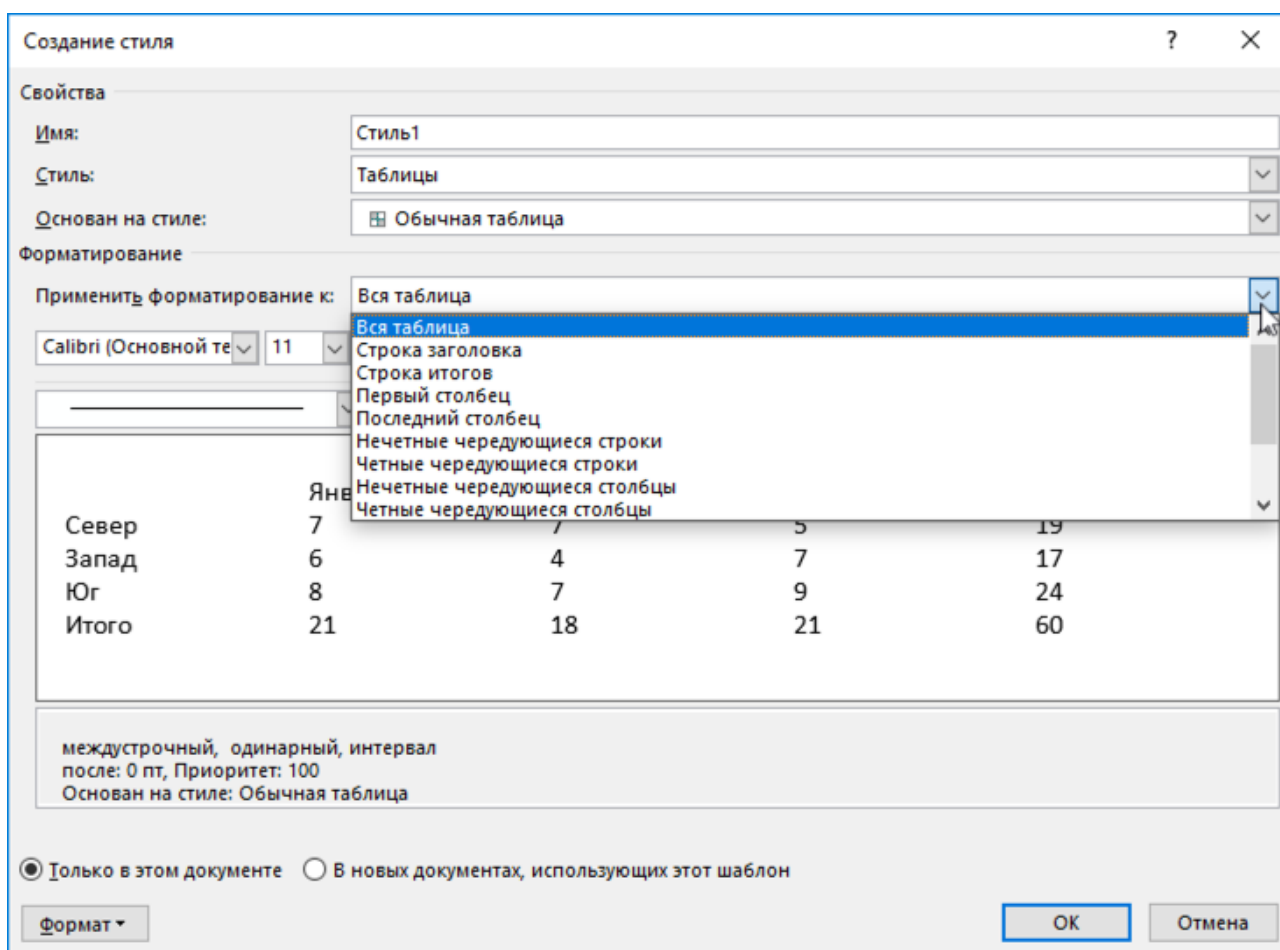 Создание стиля ?
Свойства
Имя: Стиль1
Стиль: Таблицы
Основан на стиле: Обычная таблица
Форматирование
Применить форматирование к: Вся таблица
Calibri (Основной те 11
Вся таблица
Строка заголовка
Строка итогов
Первый столбец
Последний столбец
Нечетные чередующиеся строки
Четные чередующиеся строки
Нечетные чередующиеся столбцы
Четные чередующиеся столбцы
Янв
Север 7 7 5 19
Запад 6 4 7 17
Юг 8 7 9 24
Итого 21 18 21 60
междустрочный, одинарный, интервал
после: 0 пт, Приоритет: 100
Основан на стиле: Обычная таблица
Только в этом документе В новых документах, использующих этот шаблон
Формат ОК Отмена